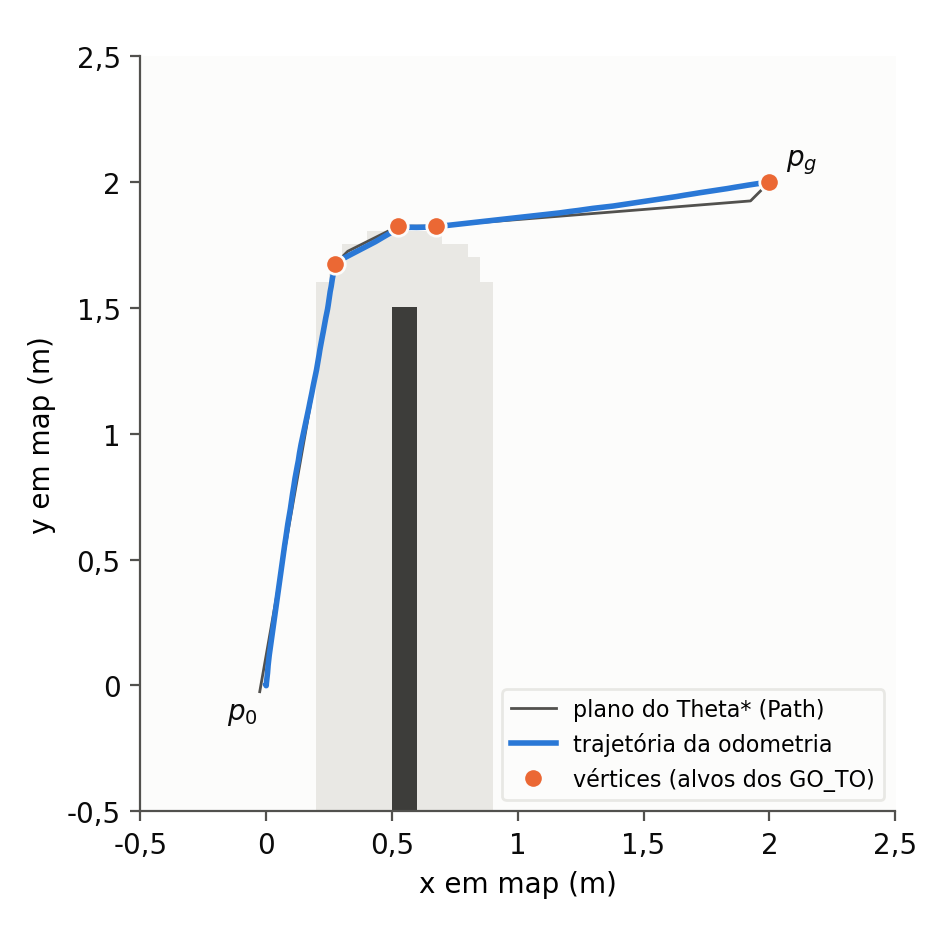 2,5
2
1,5
1
0,5
0
-0,5
y em map (m)
p_g
p_0
plano do Theta* (Path)
trajetória da odometria
vértices (alvos dos GO_TO)
-0,5
0
0,5
1
1,5
2
2,5
x em map (m)